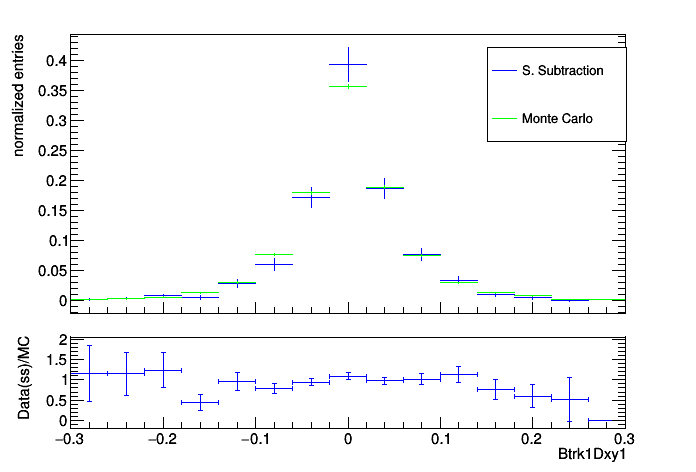 normalized entries
0.4
0.35
0.3
0.25
0.2
0.15
0.1
0.05
0
S. Subtraction
Monte Carlo
Data(ss)/MC
2
1.5
1
0.5
0
−0.3 −0.2 −0.1 0 0.1 0.2 0.3
Btrk1Dxy1